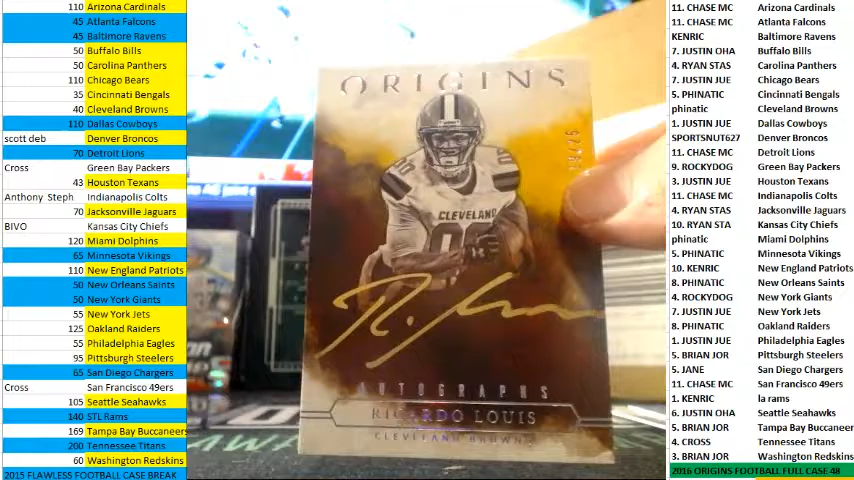 110 Arizona Cardinals
45 Atlanta Falcons
45 Baltimore Ravens
50 Buffalo Bills
50 Carolina Panthers
110 Chicago Bears
35 Cincinnati Bengals
40 Cleveland Browns
110 Dallas Cowboys
scott deb Denver Broncos
70 Detroit Lions
Cross Green Bay Packers
43 Houston Texans
Anthony Steph Indianapolis Colts
70 Jacksonville Jaguars
BIVO Kansas City Chiefs
120 Miami Dolphins
65 Minnesota Vikings
110 New England Patriots
50 New Orleans Saints
50 New York Giants
55 New York Jets
125 Oakland Raiders
55 Philadelphia Eagles
95 Pittsburgh Steelers
65 San Diego Chargers
Cross San Francisco 49ers
105 Seattle Seahawks
140 STL Rams
169 Tampa Bay Buccaneers
200 Tennessee Titans
60 Washington Redskins
2015 FLAWLESS FOOTBALL CASE BREAK
ORIGINS
CLEVELAND
AUTOGRAPHS
RICARDO LOUIS
CLEVELAND BROWNS
11. CHASE MC Arizona Cardinals
11. CHASE MC Atlanta Falcons
KENRIC Baltimore Ravens
7. JUSTIN OHA Buffalo Bills
4. RYAN STAS Carolina Panthers
7. JUSTIN JUE Chicago Bears
5. PHINATIC Cincinnati Bengals
phinatic Cleveland Browns
1. JUSTIN JUE Dallas Cowboys
SPORTSNUT627 Denver Broncos
11. CHASE MC Detroit Lions
9. ROCKYDOG Green Bay Packers
3. JUSTIN JUE Houston Texans
11. CHASE MC Indianapolis Colts
4. RYAN STAS Jacksonville Jaguars
10. RYAN STA Kansas City Chiefs
phinatic Miami Dolphins
5. PHINATIC Minnesota Vikings
10. KENRIC New England Patriots
8. PHINATIC New Orleans Saints
4. ROCKYDOG New York Giants
7. JUSTIN JUE New York Jets
8. PHINATIC Oakland Raiders
1. JUSTIN JUE Philadelphia Eagles
5. BRIAN JOR Pittsburgh Steelers
5. JANE San Diego Chargers
11. CHASE MC San Francisco 49ers
1. KENRIC la rams
6. JUSTIN OHA Seattle Seahawks
5. BRIAN JOR Tampa Bay Buccaneer
4. CROSS Tennessee Titans
3. BRIAN JOR Washington Redskins
2016 ORIGINS FOOTBALL FULL CASE 48